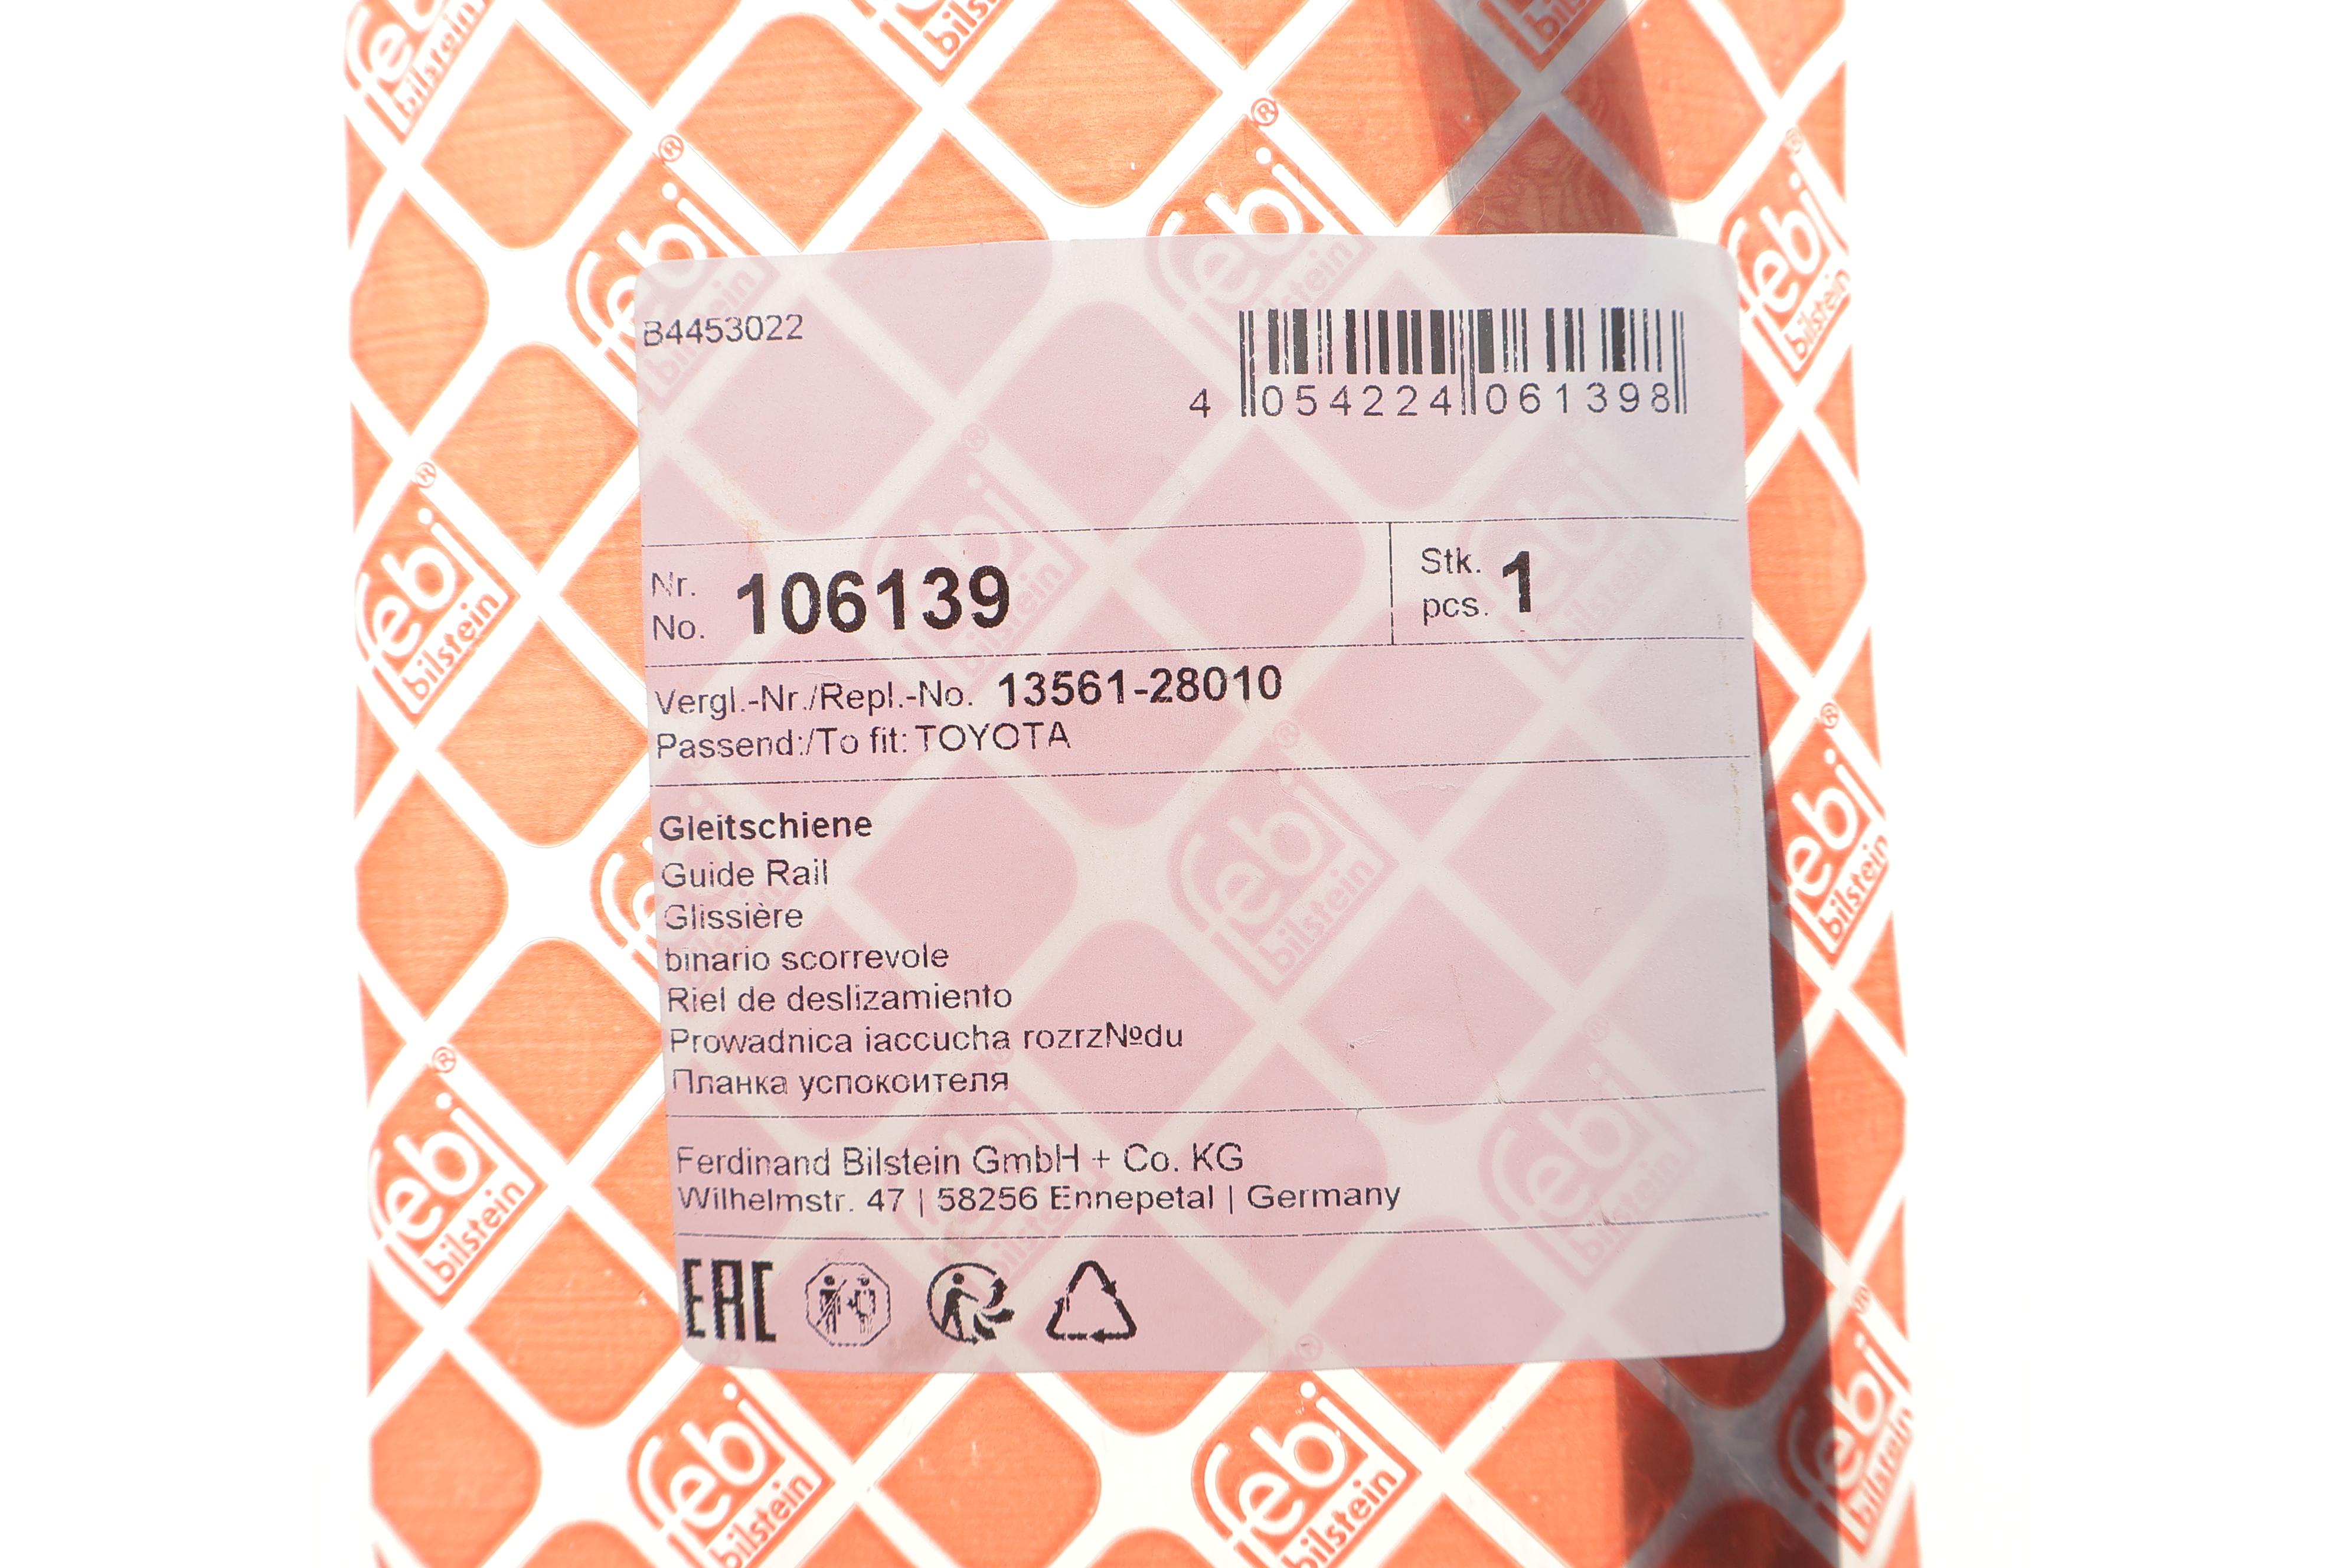 B4453022
4 054224 061398
Nr.
No. 106139
Stk.
pcs. 1
Vergl.-Nr./Repl.-No. 13561-28010
Passend:/To fit: TOYOTA
Gleitschiene
Guide Rail
Glissière
binario scorrevole
Riel de deslizamiento
Prowadnica iaccucha rozrz№du
Планка успокоителя
Ferdinand Bilstein GmbH + Co. KG
Wilhelmstr. 47 | 58256 Ennepetal | Germany
EAC
febi®
bilstein